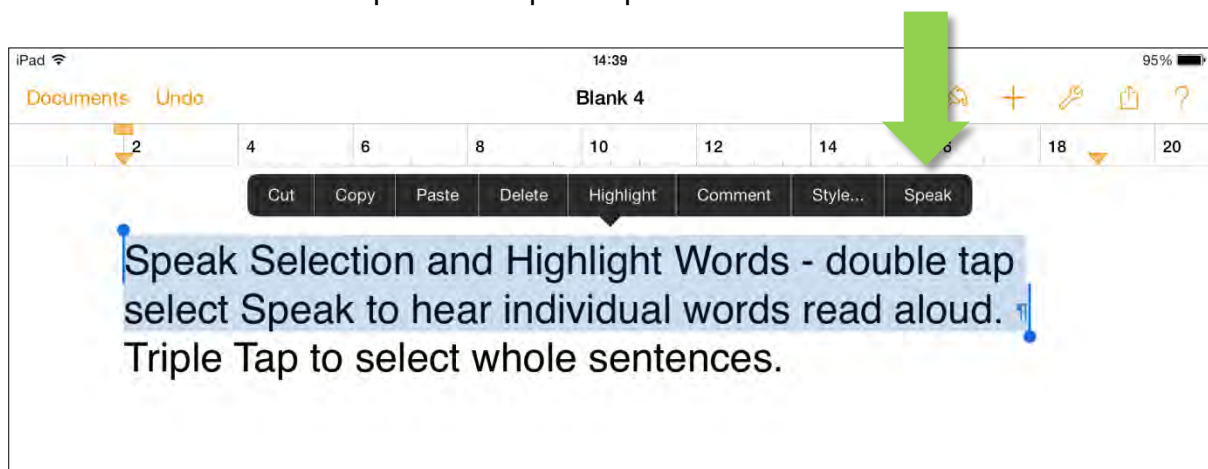 iPad 14:39 95%
Documents Undo Blank 4 ?
2 4 6 8 10 12 14 18 20
Cut Copy Paste Delete Highlight Comment Style... Speak
Speak Selection and Highlight Words - double tap
select Speak to hear individual words read aloud. ¶
Triple Tap to select whole sentences.